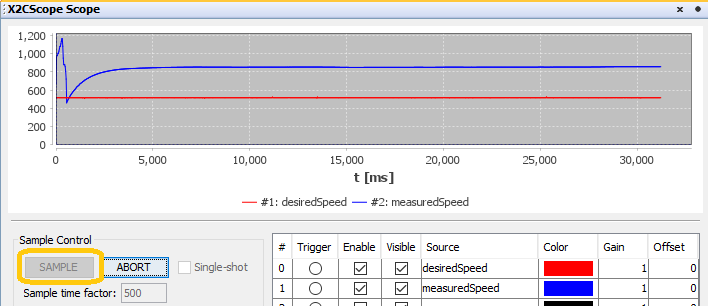 X2CScope Scope
1,200
1,000
800
600
400
200
0
0 5,000 10,000 15,000 20,000 25,000 30,000
t [ms]
#1: desiredSpeed #2: measuredSpeed
Sample Control
SAMPLE ABORT Single-shot
Sample time factor: 500
# Trigger Enable Visible Source Color Gain Offset
0 desiredSpeed 1 0
1 measuredSpeed 1 0